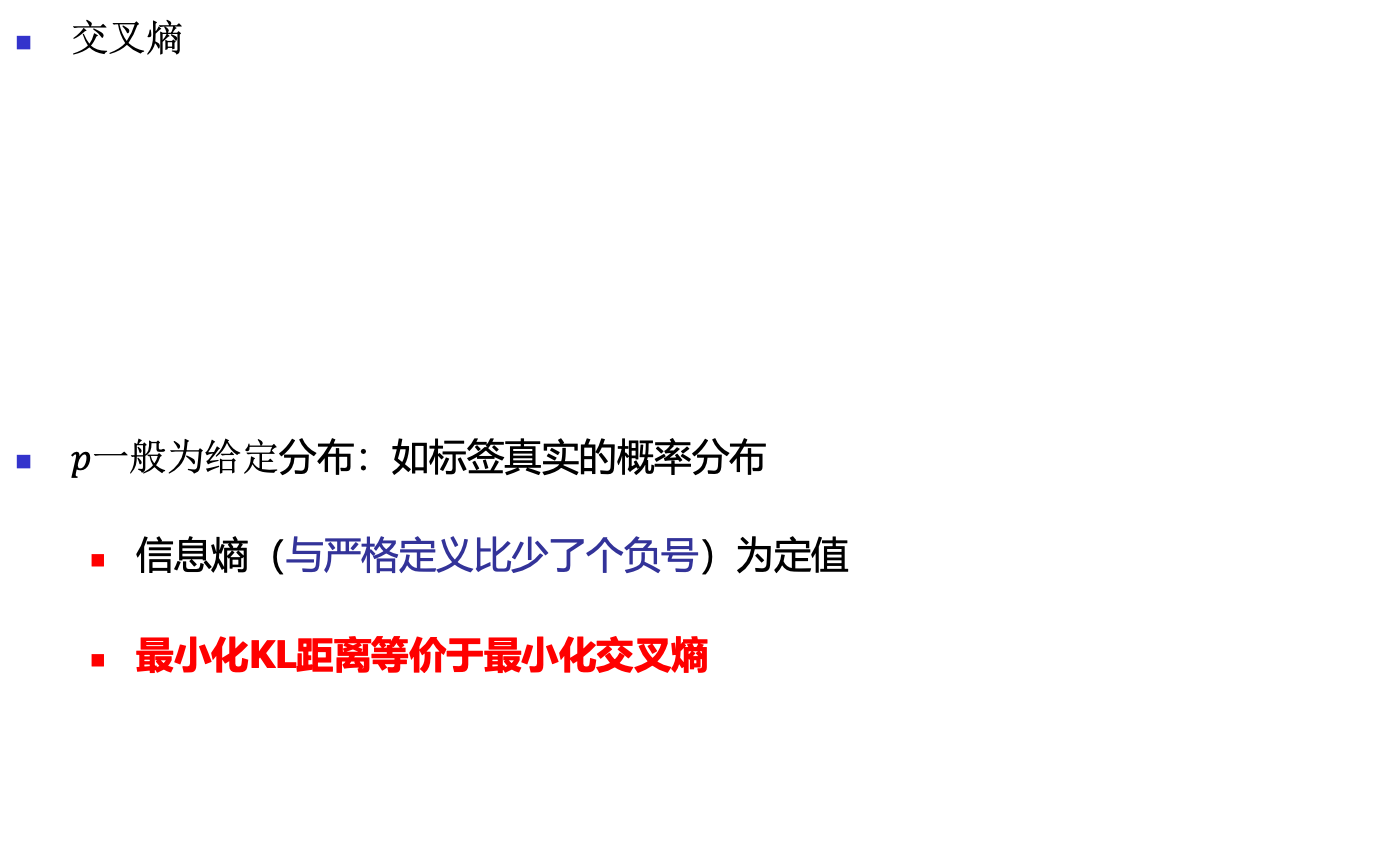 交叉熵
p一般为给定分布：如标签真实的概率分布
信息熵（与严格定义比少了个负号）为定值
最小化KL距离等价于最小化交叉熵